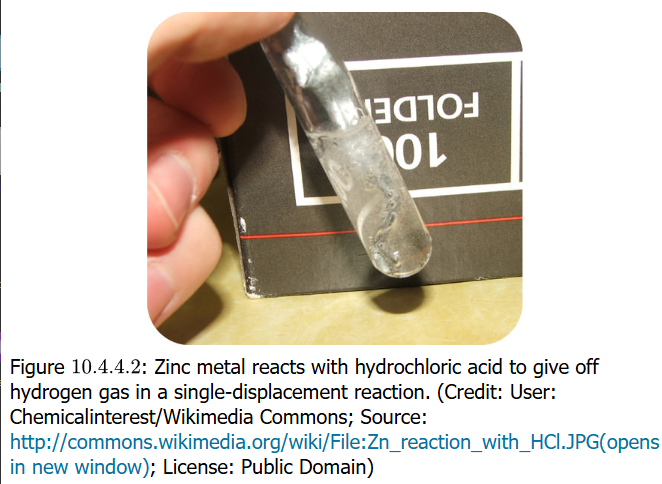 FOLDER
100
Figure 10.4.4.2: Zinc metal reacts with hydrochloric acid to give off
hydrogen gas in a single-displacement reaction. (Credit: User:
Chemicalinterest/Wikimedia Commons; Source:
http://commons.wikimedia.org/wiki/File:Zn_reaction_with_HCl.JPG(opens
in new window); License: Public Domain)